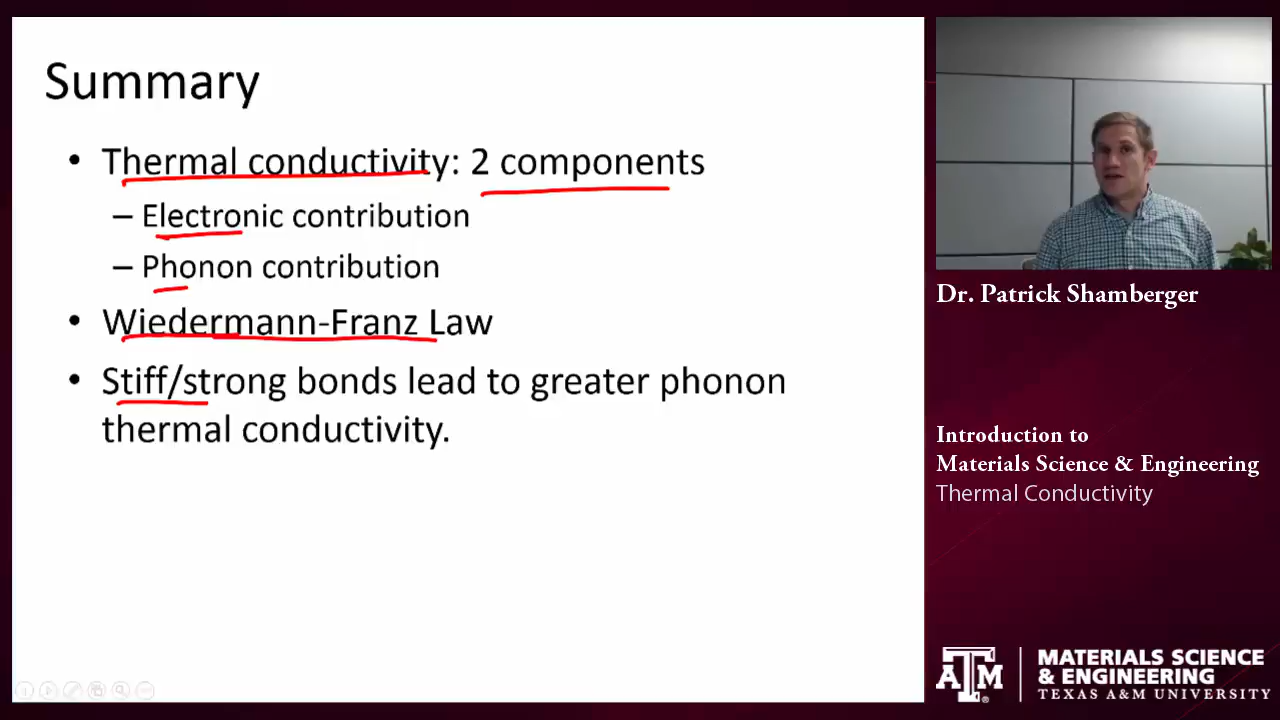 Summary
• Thermal conductivity: 2 components
– Electronic contribution
– Phonon contribution
• Wiedermann-Franz Law
• Stiff/strong bonds lead to greater phonon
thermal conductivity.
Dr. Patrick Shamberger
Introduction to
Materials Science & Engineering
Thermal Conductivity
ATM
MATERIALS SCIENCE
& ENGINEERING
TEXAS A&M UNIVERSITY